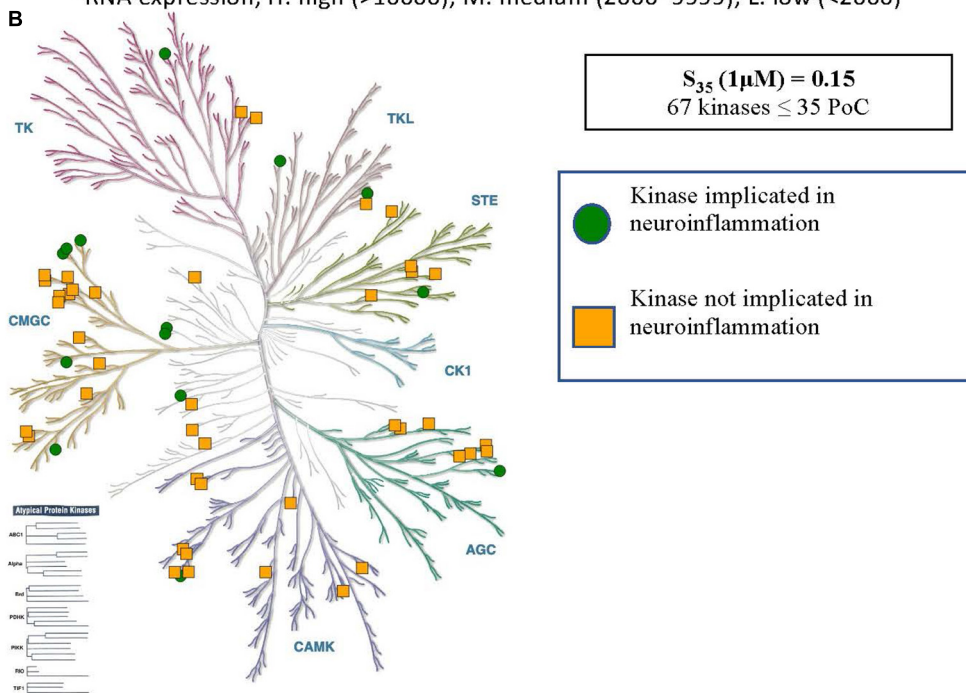 RNA expression, H: high (>10000), M: medium (2000–9999), L: low (<2000)
B
S35 (1μM) = 0.15
67 kinases ≤ 35 PoC
TK
TKL
STE
Kinase implicated in
neuroinflammation
Kinase not implicated in
neuroinflammation
CMGC
CK1
AGC
CAMK
Atypical Protein Kinases
ABC1
Alpha
Brd
PDHK
PIKK
RIO
TIF1